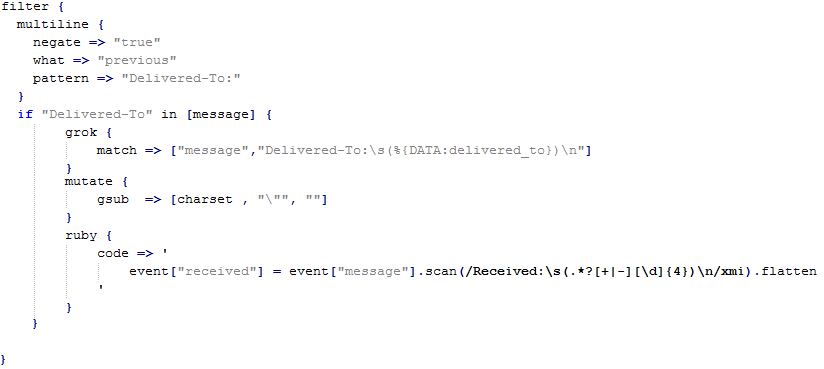 filter {
  multiline {
    negate => "true"
    what => "previous"
    pattern => "Delivered-To:"
  }
  if "Delivered-To" in [message] {
        grok {
            match => ["message","Delivered-To:\s(%{DATA:delivered_to})\n"]
        }
        mutate {
            gsub  => [charset , "\"", ""]
        }
        ruby {
            code => '
                event["received"] = event["message"].scan(/Received:\s(.*?[+|-][\d]{4})\n/xmi).flatten
            '
        }
    }

}